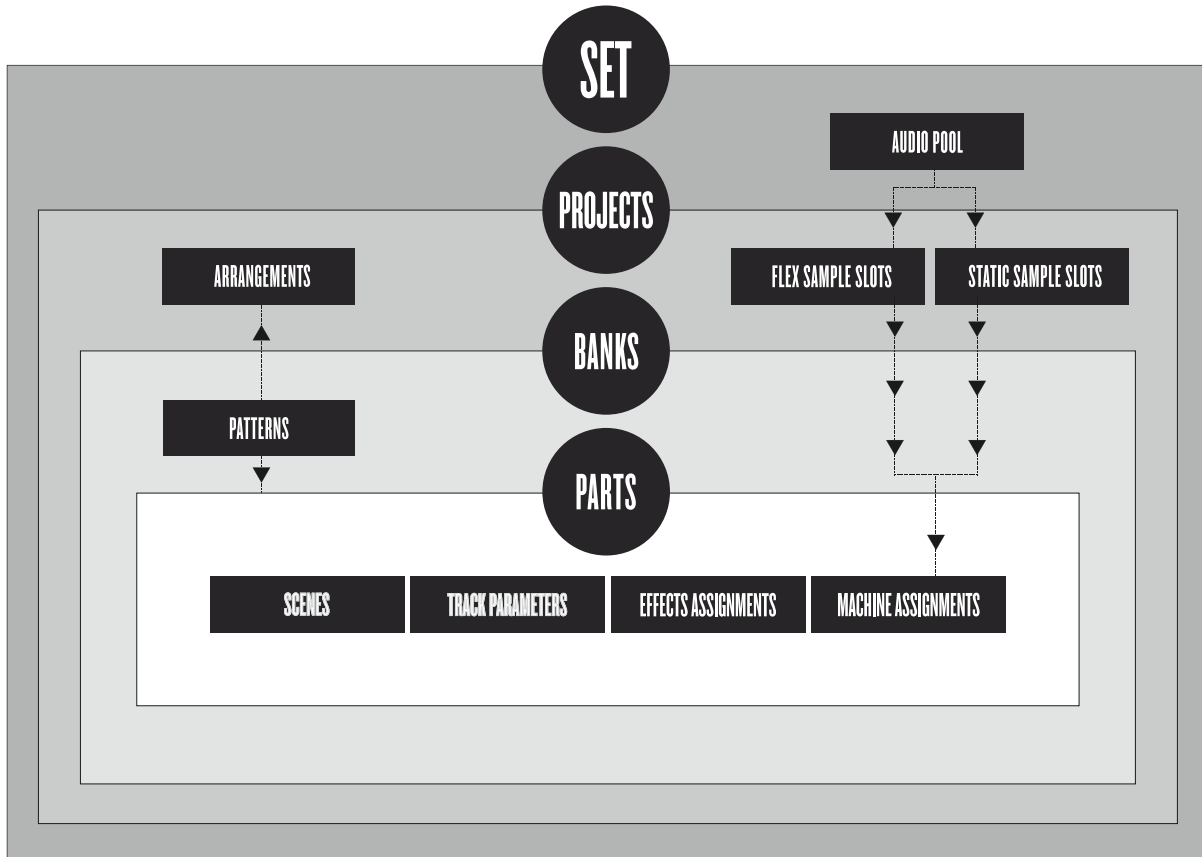 SET
AUDIO POOL
PROJECTS
ARRANGEMENTS
FLEX SAMPLE SLOTS
STATIC SAMPLE SLOTS
BANKS
PATTERNS
PARTS
SCENES
TRACK PARAMETERS
EFFECTS ASSIGNMENTS
MACHINE ASSIGNMENTS